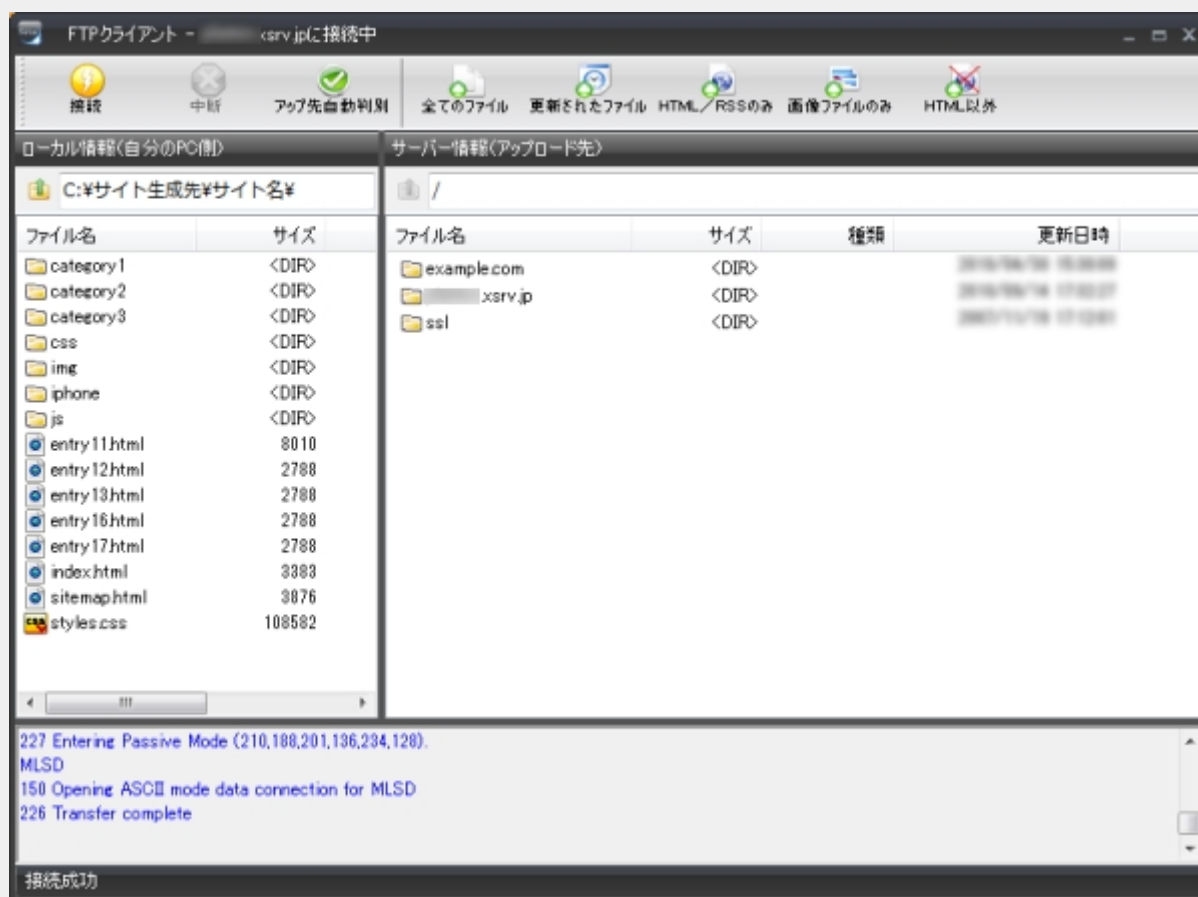 FTPクライアント - xsrv.jpに接続中
接続 中断 アップ先自動判別 全てのファイル 更新されたファイル HTML/RSSのみ 画像ファイルのみ HTML以外
ローカル情報(自分のPC側) サーバー情報(アップロード先)
C:¥サイト生成先¥サイト名¥ /
ファイル名 サイズ ファイル名 サイズ 種類 更新日時
category1 <DIR> example.com <DIR>
category2 <DIR> .xsrv.jp <DIR>
category3 <DIR> ssl <DIR>
css <DIR>
img <DIR>
iphone <DIR>
js <DIR>
entry11.html 8010
entry12.html 2788
entry13.html 2788
entry16.html 2788
entry17.html 2788
index.html 3383
sitemap.html 3876
styles.css 108582
227 Entering Passive Mode (210,188,201,136,234,128).
MLSD
150 Opening ASCII mode data connection for MLSD
226 Transfer complete
接続成功